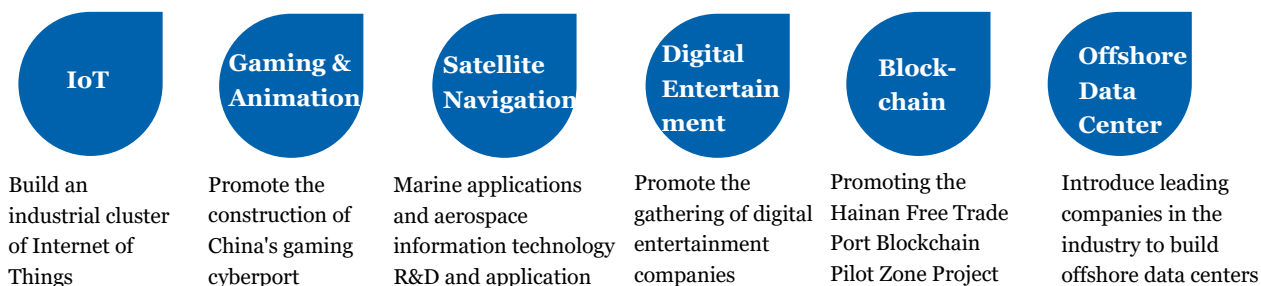 IoT
Gaming &
Animation
Satellite
Navigation
Digital
Entertain
ment
Block-
chain
Offshore
Data
Center
Build an
industrial cluster
of Internet of
Things
Promote the
construction of
China's gaming
cyberport
Marine applications
and aerospace
information technology
R&D and application
Promote the
gathering of digital
entertainment
companies
Promoting the
Hainan Free Trade
Port Blockchain
Pilot Zone Project
Introduce leading
companies in the
industry to build
offshore data centers